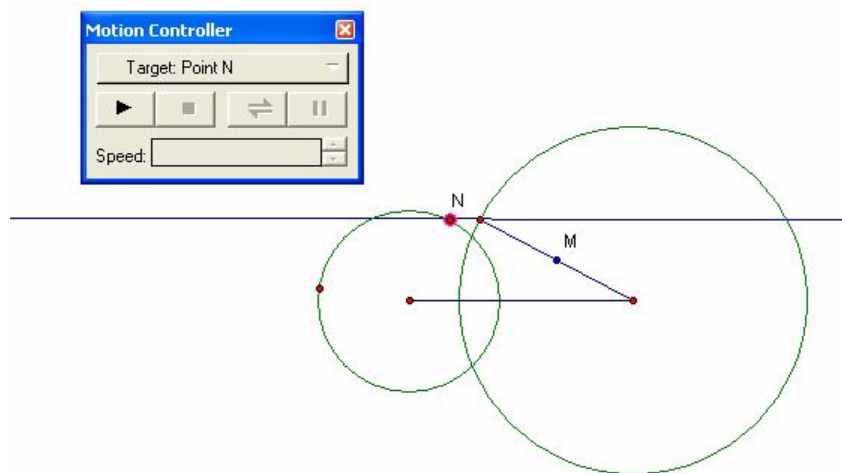 Motion Controller
Target: Point N
Speed:
N
M